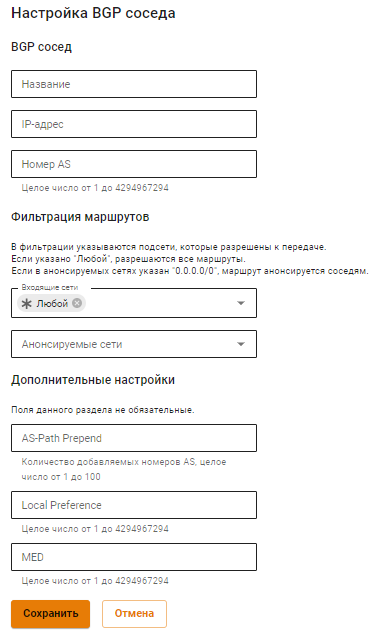 Настройка BGP соседа
BGP сосед
Название
IP-адрес
Номер AS
Целое число от 1 до 4294967294
Фильтрация маршрутов
В фильтрации указываются подсети, которые разрешены к передаче.
Если указано "Любой", разрешаются все маршруты.
Если в анонсируемых сетях указан "0.0.0.0/0", маршрут анонсируется соседям.
Входящие сети
Любой
Анонсируемые сети
Дополнительные настройки
Поля данного раздела не обязательные.
AS-Path Prepend
Количество добавляемых номеров AS, целое
число от 1 до 100
Local Preference
Целое число от 1 до 4294967294
MED
Целое число от 1 до 4294967294
Сохранить Отмена